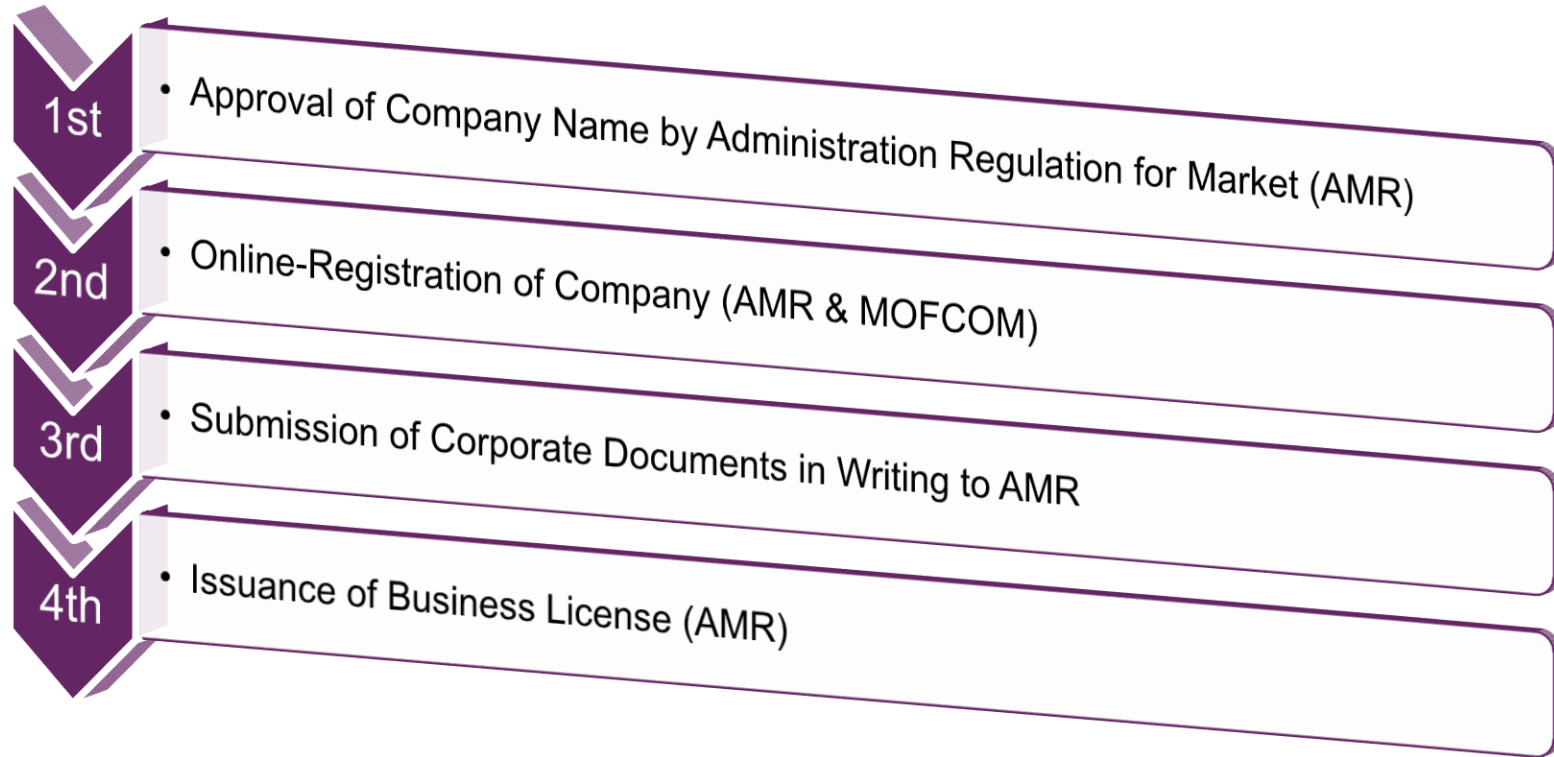 1st
• Approval of Company Name by Administration Regulation for Market (AMR)
2nd
• Online-Registration of Company (AMR & MOFCOM)
3rd
• Submission of Corporate Documents in Writing to AMR
4th
• Issuance of Business License (AMR)